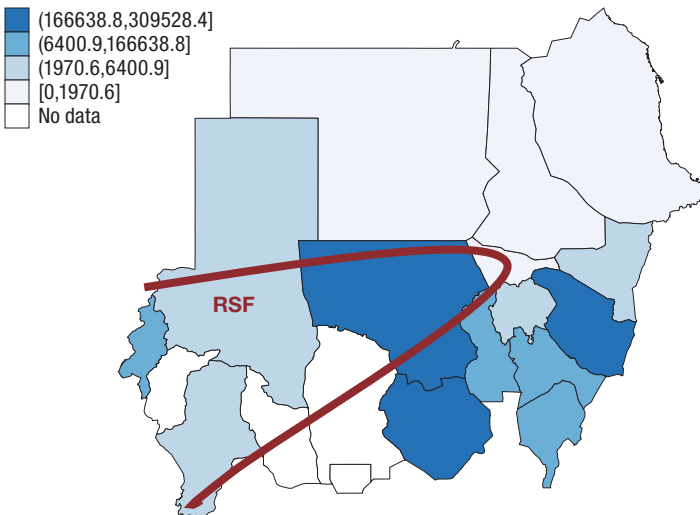 (166638.8,309528.4]
(6400.9,166638.8]
(1970.6,6400.9]
[0,1970.6]
No data
RSF